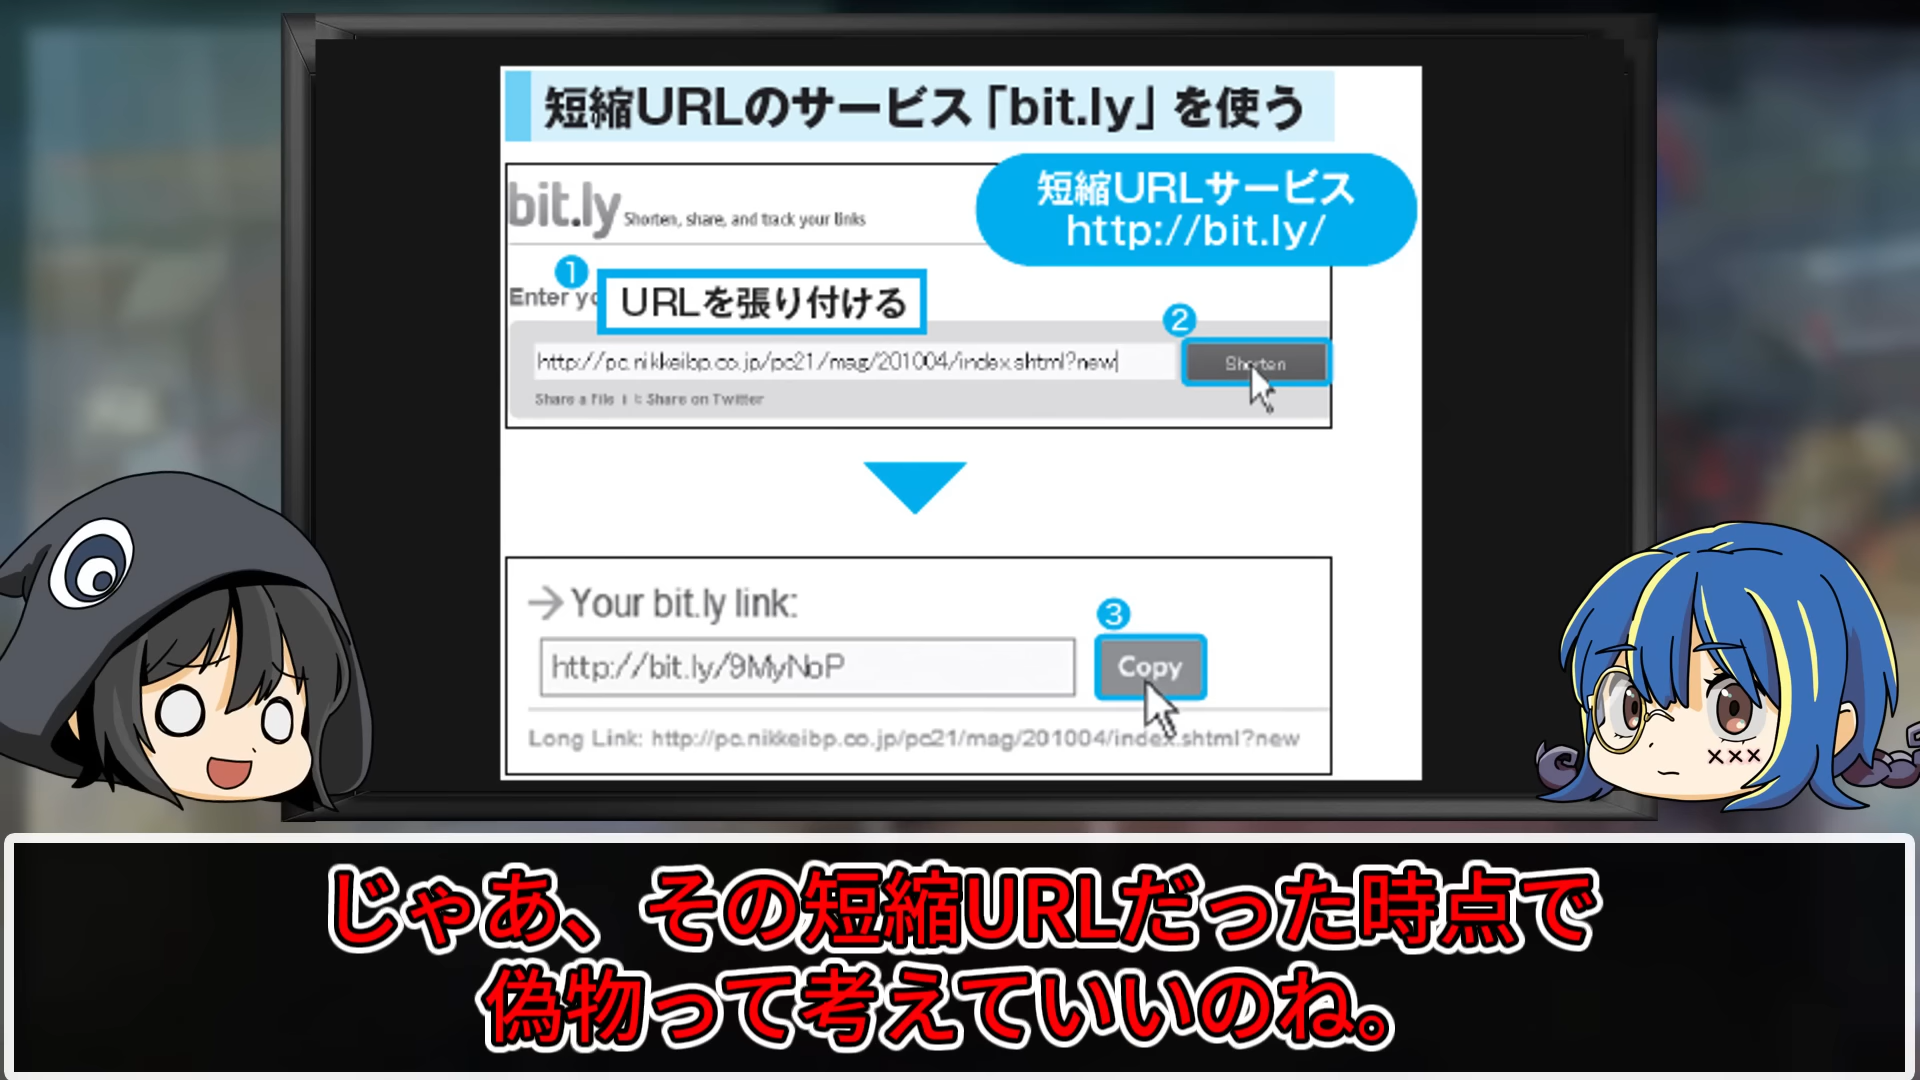 短縮URLのサービス「bit.ly」を使う
短縮URLサービス
http://bit.ly/
bit.ly Shorten, share, and track your links
1
Enter yo
URLを張り付ける
2
http://pc.nikkeibp.co.jp/pc21/mag/201004/index.shtml?new
Shorten
Share a File
Share on Twitter
→ Your bit.ly link:
3
http://bit.ly/9MyNoP
Copy
Long Link: http://pc.nikkeibp.co.jp/pc21/mag/201004/index.shtml?new
じゃあ、その短縮URLだった時点で
偽物って考えていいのね。